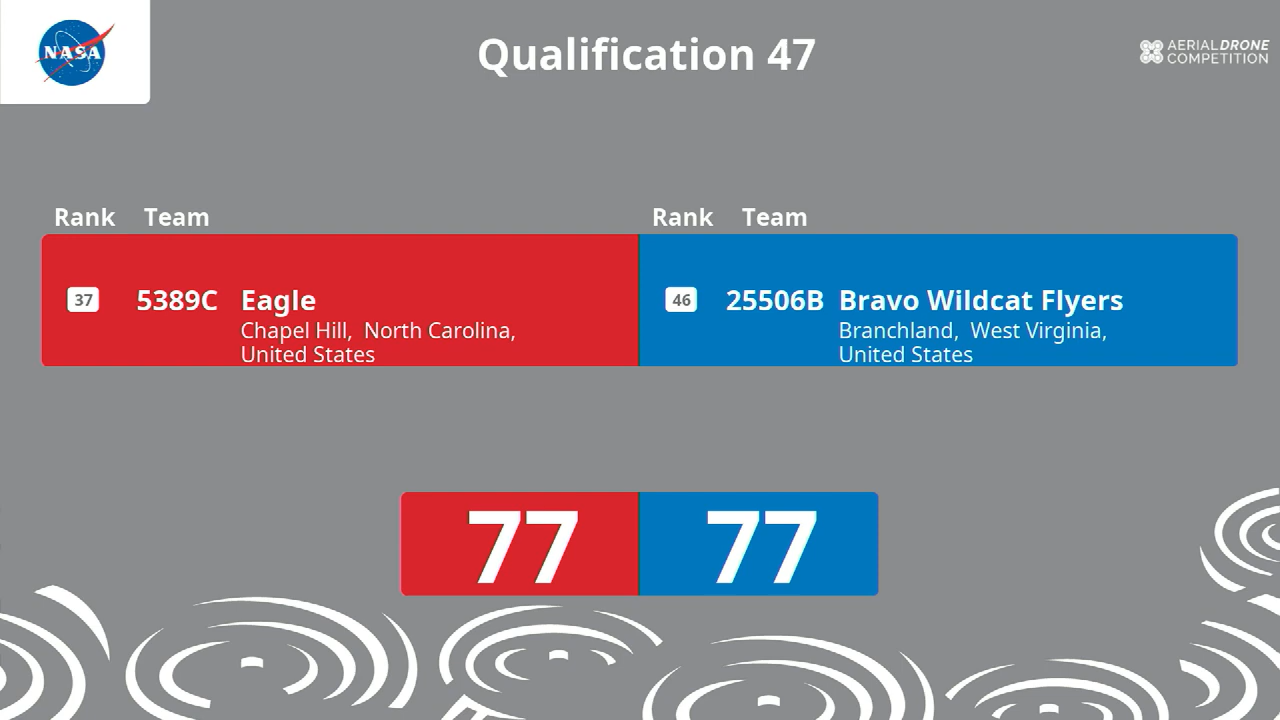 NASA
Qualification 47
AERIALDRONE
COMPETITION
Rank Team
Rank Team
37 5389C Eagle
Chapel Hill, North Carolina,
United States
46 25506B Bravo Wildcat Flyers
Branchland, West Virginia,
United States
77 77